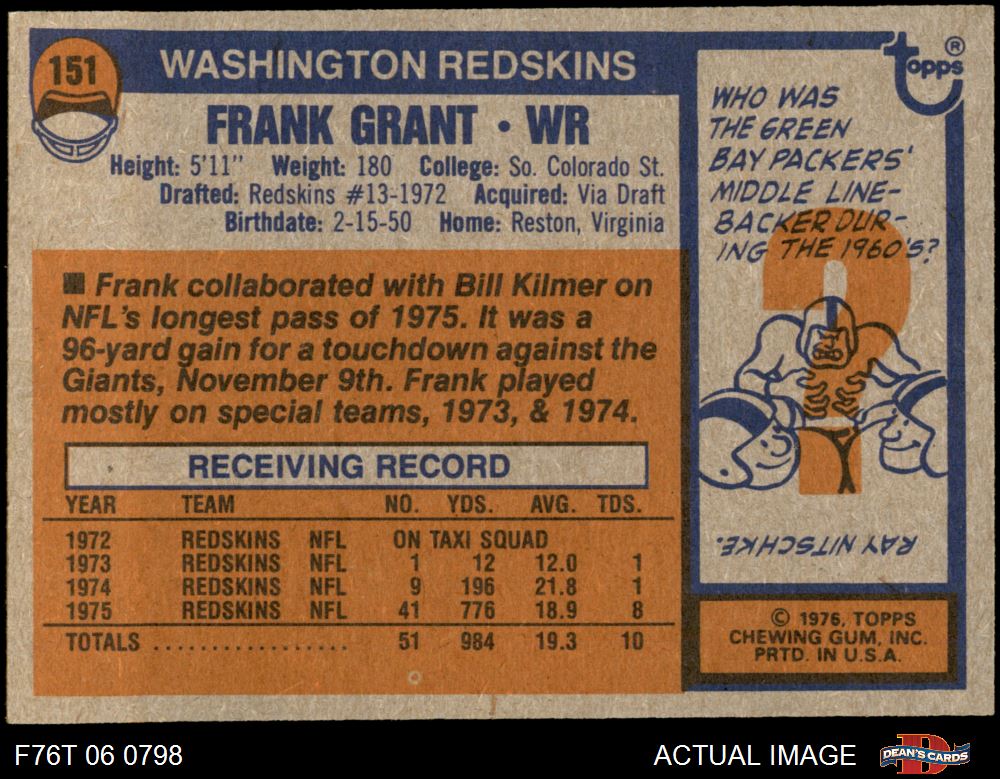 151
WASHINGTON REDSKINS
FRANK GRANT • WR
Height: 5'11" Weight: 180 College: So. Colorado St.
Drafted: Redskins #13-1972 Acquired: Via Draft
Birthdate: 2-15-50 Home: Reston, Virginia
■ Frank collaborated with Bill Kilmer on
NFL's longest pass of 1975. It was a
96-yard gain for a touchdown against the
Giants, November 9th. Frank played
mostly on special teams, 1973, & 1974.
RECEIVING RECORD
YEAR TEAM NO. YDS. AVG. TDS.
1972 REDSKINS NFL ON TAXI SQUAD
1973 REDSKINS NFL 1 12 12.0 1
1974 REDSKINS NFL 9 196 21.8 1
1975 REDSKINS NFL 41 776 18.9 8
TOTALS .................. 51 984 19.3 10
topps ®
WHO WAS
THE GREEN
BAY PACKERS'
MIDDLE LINE-
BACKER DUR-
ING THE 1960'S?
?
RAY NITSCHKE.
© 1976, TOPPS
CHEWING GUM, INC.
PRTD. IN U.S.A.
F76T 06 0798
ACTUAL IMAGE
D
DEAN'S CARDS